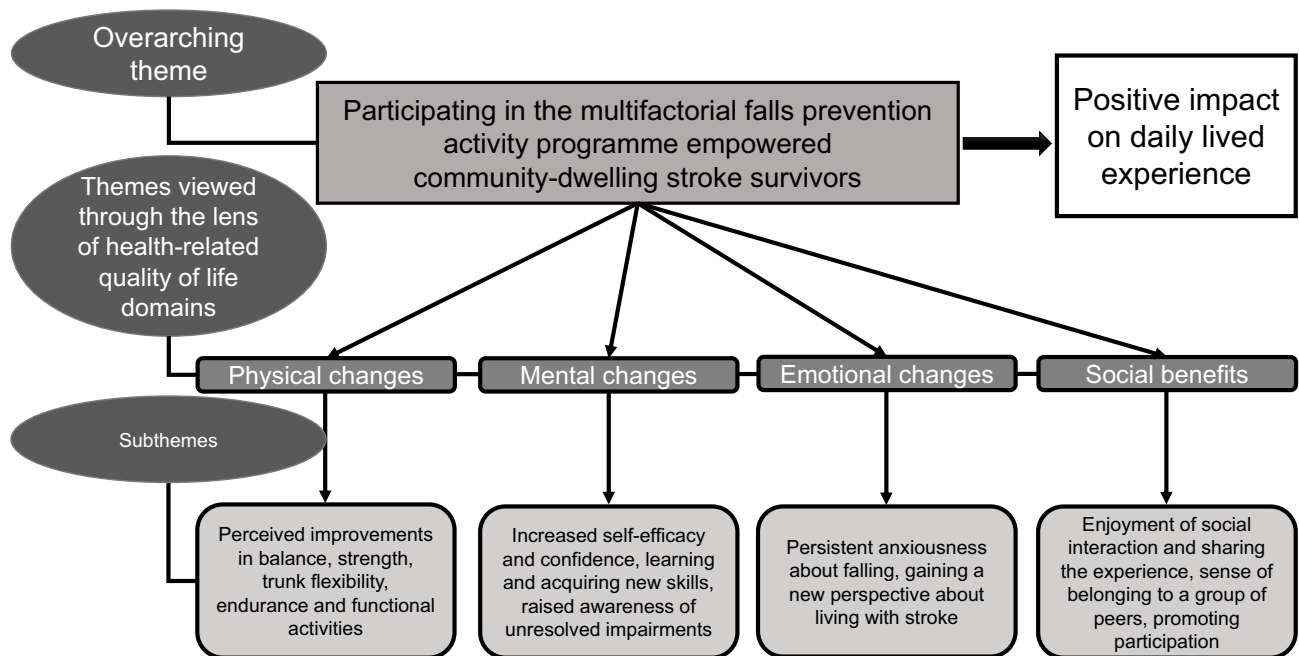 Overarching
theme
Participating in the multifactorial falls prevention
activity programme empowered
community-dwelling stroke survivors
Positive impact
on daily lived
experience
Themes viewed
through the lens
of health-related
quality of life
domains
Physical changes
Mental changes
Emotional changes
Social benefits
Subthemes
Perceived improvements
in balance, strength,
trunk flexibility,
endurance and functional
activities
Increased self-efficacy
and confidence, learning
and acquiring new skills,
raised awareness of
unresolved impairments
Persistent anxiousness
about falling, gaining a
new perspective about
living with stroke
Enjoyment of social
interaction and sharing
the experience, sense of
belonging to a group of
peers, promoting
participation